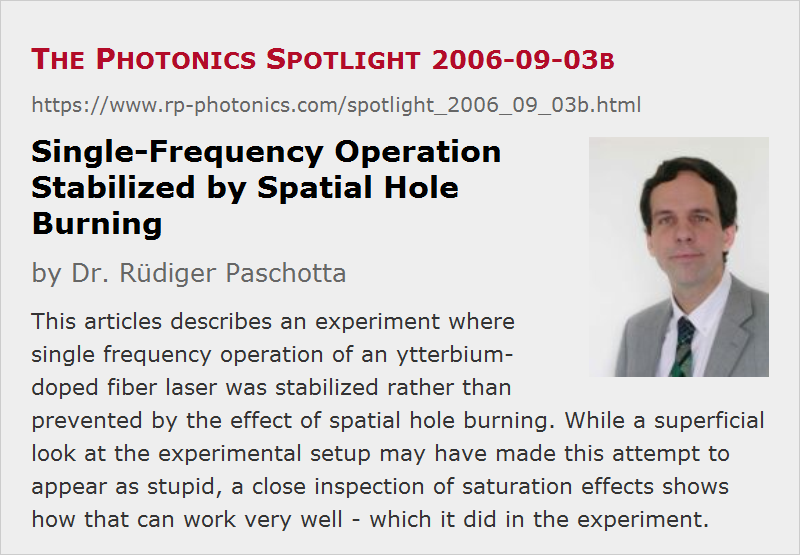 The Photonics Spotlight 2006-09-03b
https://www.rp-photonics.com/spotlight_2006_09_03b.html
Single-Frequency Operation
Stabilized by Spatial Hole
Burning
by Dr. Rüdiger Paschotta
This articles describes an experiment where
single frequency operation of an ytterbium-
doped fiber laser was stabilized rather than
prevented by the effect of spatial hole burning. While a superficial
look at the experimental setup may have made this attempt to
appear as stupid, a close inspection of saturation effects shows
how that can work very well - which it did in the experiment.